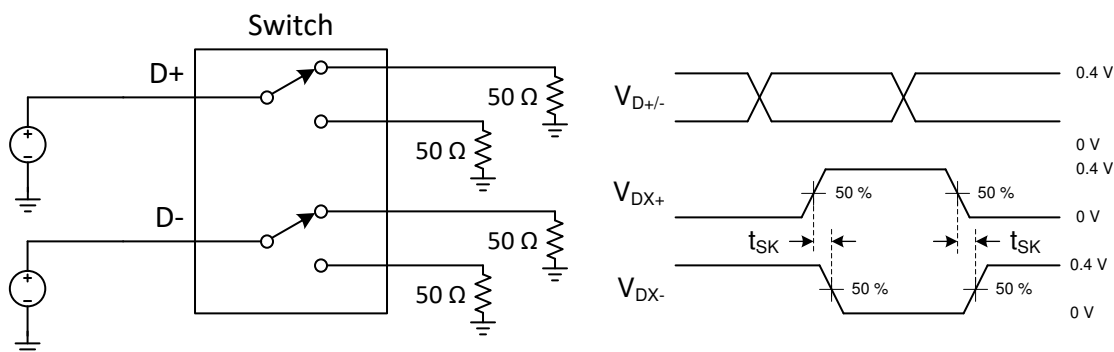 Switch
D+
50 Ω
50 Ω
D-
50 Ω
50 Ω
V_D+/-
0.4 V
0 V
V_DX+
0.4 V
50 %
50 %
0 V
t_SK
t_SK
V_DX-
0.4 V
50 %
50 %
0 V